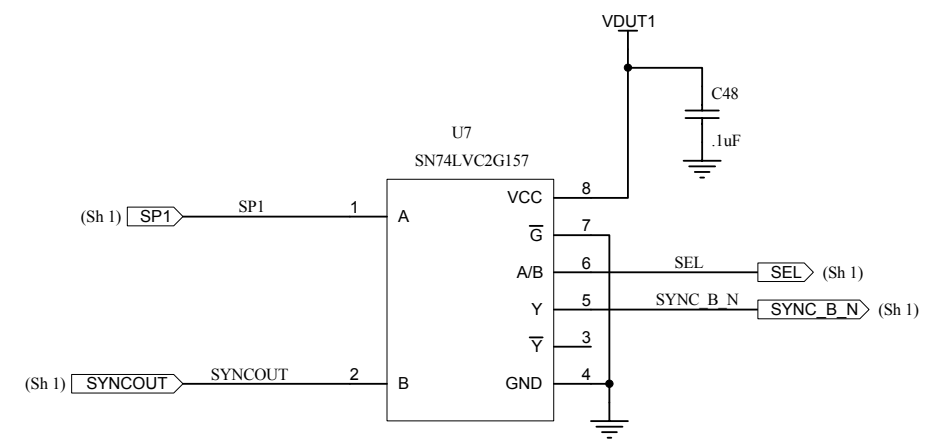 VDUT1
C48
.1uF
U7
SN74LVC2G157
VCC 8
(Sh 1) SP1 SP1 1 A
G 7
A/B 6 SEL SEL (Sh 1)
Y 5 SYNC_B_N SYNC_B_N (Sh 1)
Y 3
(Sh 1) SYNCOUT SYNCOUT 2 B
GND 4